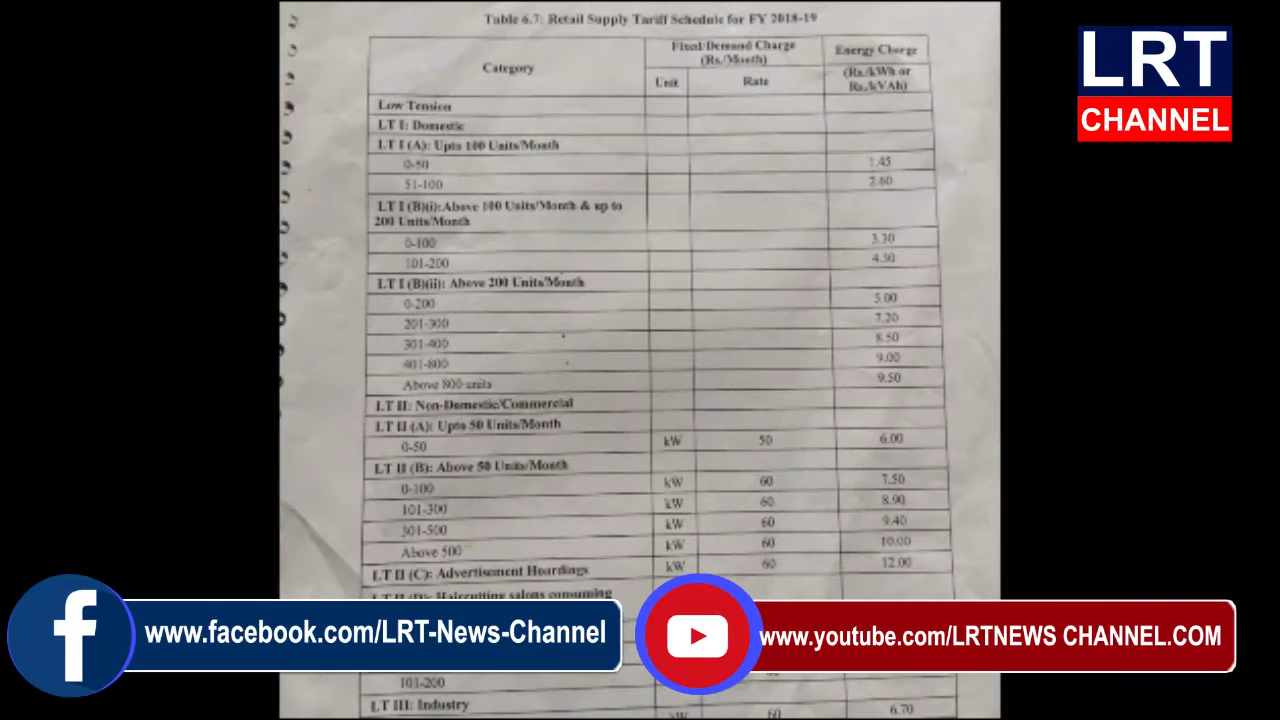 Table 6.7: Retail Supply Tariff Schedule for FY 2018-19
Category
Fixed/Demand Charge
(Rs./Month)
Energy Charge
(Rs./kWh or
Rs./kVAh)
Unit
Rate
Low Tension
LT I: Domestic
LT I (A): Upto 100 Units/Month
0-50 1.45
51-100 2.60
LT I (B)(i):Above 100 Units/Month & up to
200 Units/Month
0-100 3.30
101-200 4.30
LT I (B)(ii): Above 200 Units/Month
0-200 5.00
201-300 7.20
301-400 8.50
401-800 9.00
Above 800 units 9.50
LT II: Non-Domestic/Commercial
LT II (A): Upto 50 Units/Month
0-50 kW 50 6.00
LT II (B): Above 50 Units/Month
0-100 kW 60 7.50
101-300 kW 60 8.90
301-500 kW 60 9.40
Above 500 kW 60 10.00
LT II (C): Advertisement Hoardings kW 60 12.00
LT II (D): Haircutting salons consuming
101-200
LT III: Industry kW 60 6.70
LRT
CHANNEL
www.facebook.com/LRT-News-Channel
www.youtube.com/LRTNEWS CHANNEL.COM